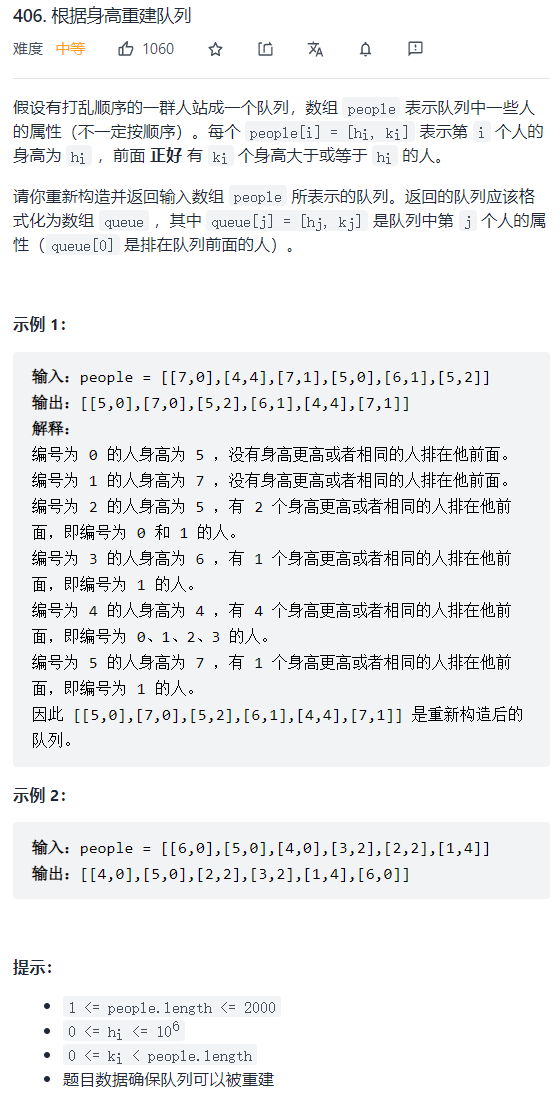 406. 根据身高重建队列
难度 中等 1060
假设有打乱顺序的一群人站成一个队列，数组 people 表示队列中一些人
的属性（不一定按顺序）。每个 people[i] = [hi, ki] 表示第 i 个人的
身高为 hi ，前面 正好 有 ki 个身高大于或等于 hi 的人。
请你重新构造并返回输入数组 people 所表示的队列。返回的队列应该格
式化为数组 queue ，其中 queue[j] = [hj, kj] 是队列中第 j 个人的属
性（ queue[0] 是排在队列前面的人）。
示例 1：
输入：people = [[7,0],[4,4],[7,1],[5,0],[6,1],[5,2]]
输出：[[5,0],[7,0],[5,2],[6,1],[4,4],[7,1]]
解释：
编号为 0 的人身高为 5 ，没有身高更高或者相同的人排在他前面。
编号为 1 的人身高为 7 ，没有身高更高或者相同的人排在他前面。
编号为 2 的人身高为 5 ，有 2 个身高更高或者相同的人排在他前
面，即编号为 0 和 1 的人。
编号为 3 的人身高为 6 ，有 1 个身高更高或者相同的人排在他前
面，即编号为 1 的人。
编号为 4 的人身高为 4 ，有 4 个身高更高或者相同的人排在他前
面，即编号为 0、1、2、3 的人。
编号为 5 的人身高为 7 ，有 1 个身高更高或者相同的人排在他前
面，即编号为 1 的人。
因此 [[5,0],[7,0],[5,2],[6,1],[4,4],[7,1]] 是重新构造后的
队列。
示例 2：
输入：people = [[6,0],[5,0],[4,0],[3,2],[2,2],[1,4]]
输出：[[4,0],[5,0],[2,2],[3,2],[1,4],[6,0]]
提示：
1 <= people.length <= 2000
0 <= hi <= 10⁶
0 <= ki < people.length
题目数据确保队列可以被重建